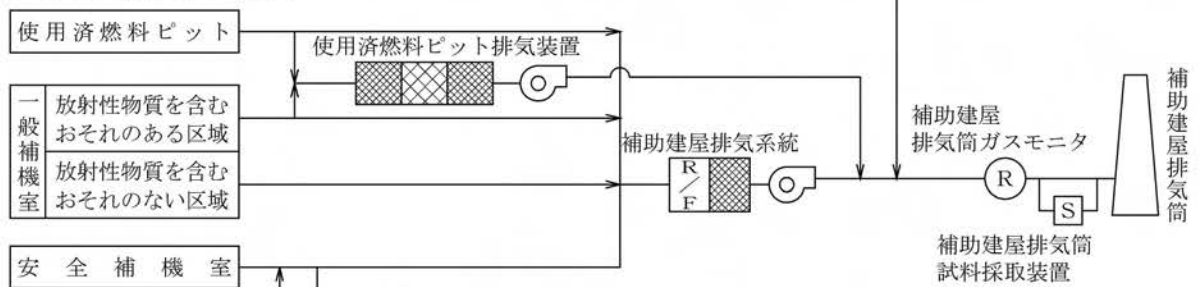 使用済燃料ピット
使用済燃料ピット排気装置
一般補機室
放射性物質を含む
おそれのある区域
放射性物質を含む
おそれのない区域
補助建屋排気系統
R/F
補助建屋
排気筒ガスモニタ
R
S
補助建屋排気筒
試料採取装置
補助建屋排気筒
安全補機室